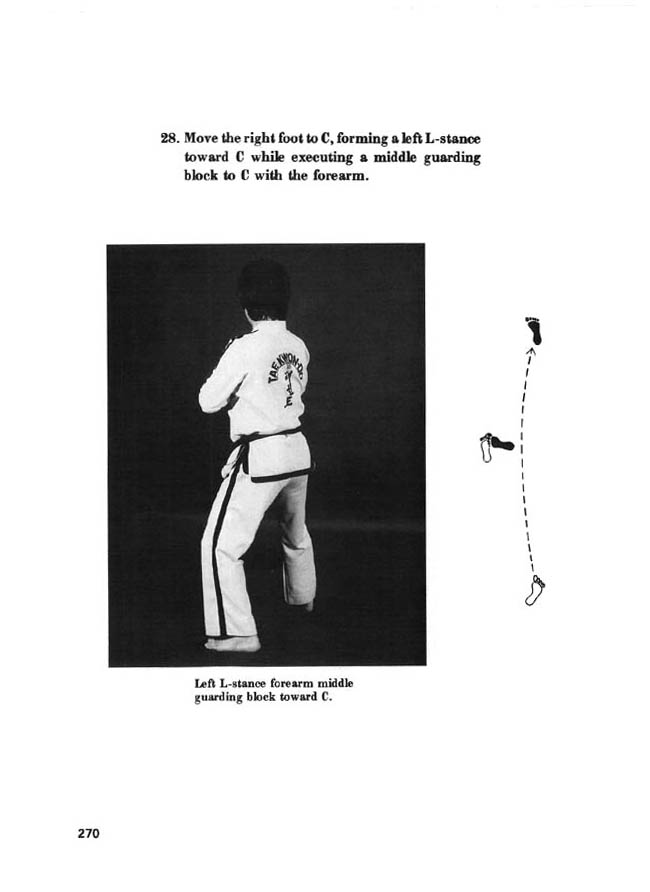 28. Move the right foot to C, forming a left L-stance
toward C while executing a middle guarding
block to C with the forearm.
TAEKWON-DO
Left L-stance forearm middle
guarding block toward C.
270